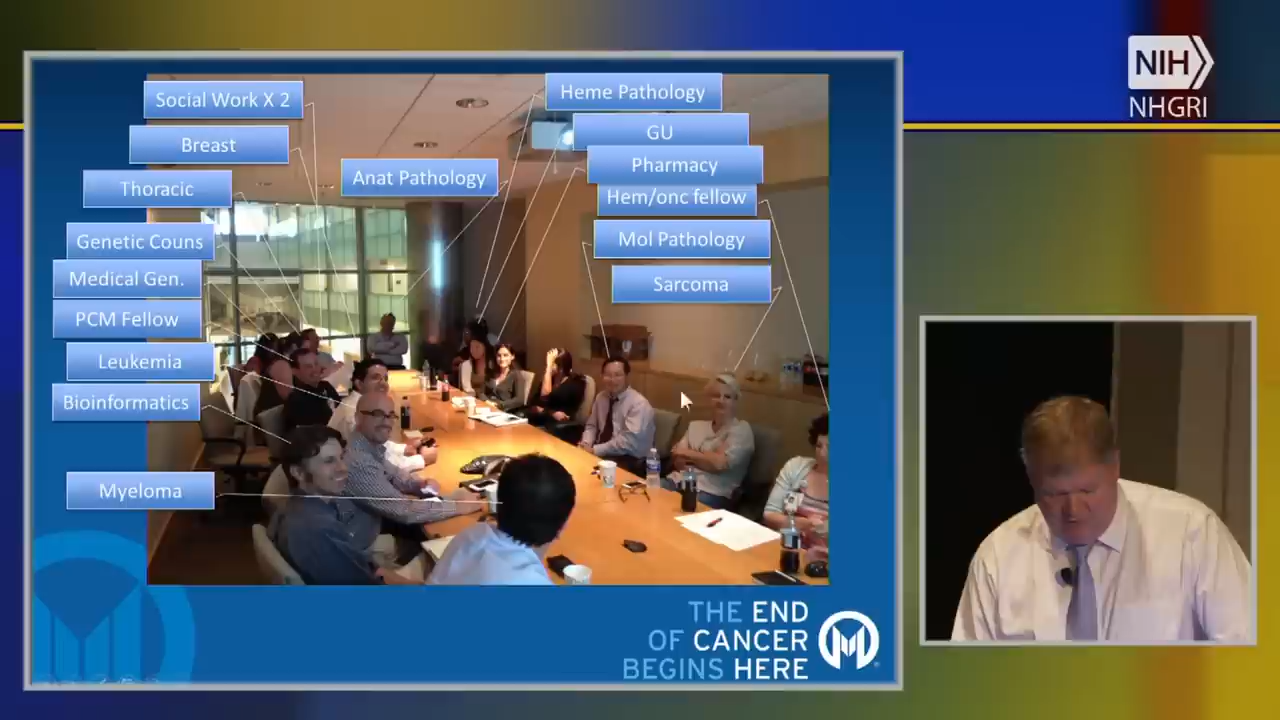 NIH
NHGRI
Social Work X 2
Breast
Thoracic
Genetic Couns
Medical Gen.
PCM Fellow
Leukemia
Bioinformatics
Myeloma
Anat Pathology
Heme Pathology
GU
Pharmacy
Hem/onc fellow
Mol Pathology
Sarcoma
THE END
OF CANCER
BEGINS HERE